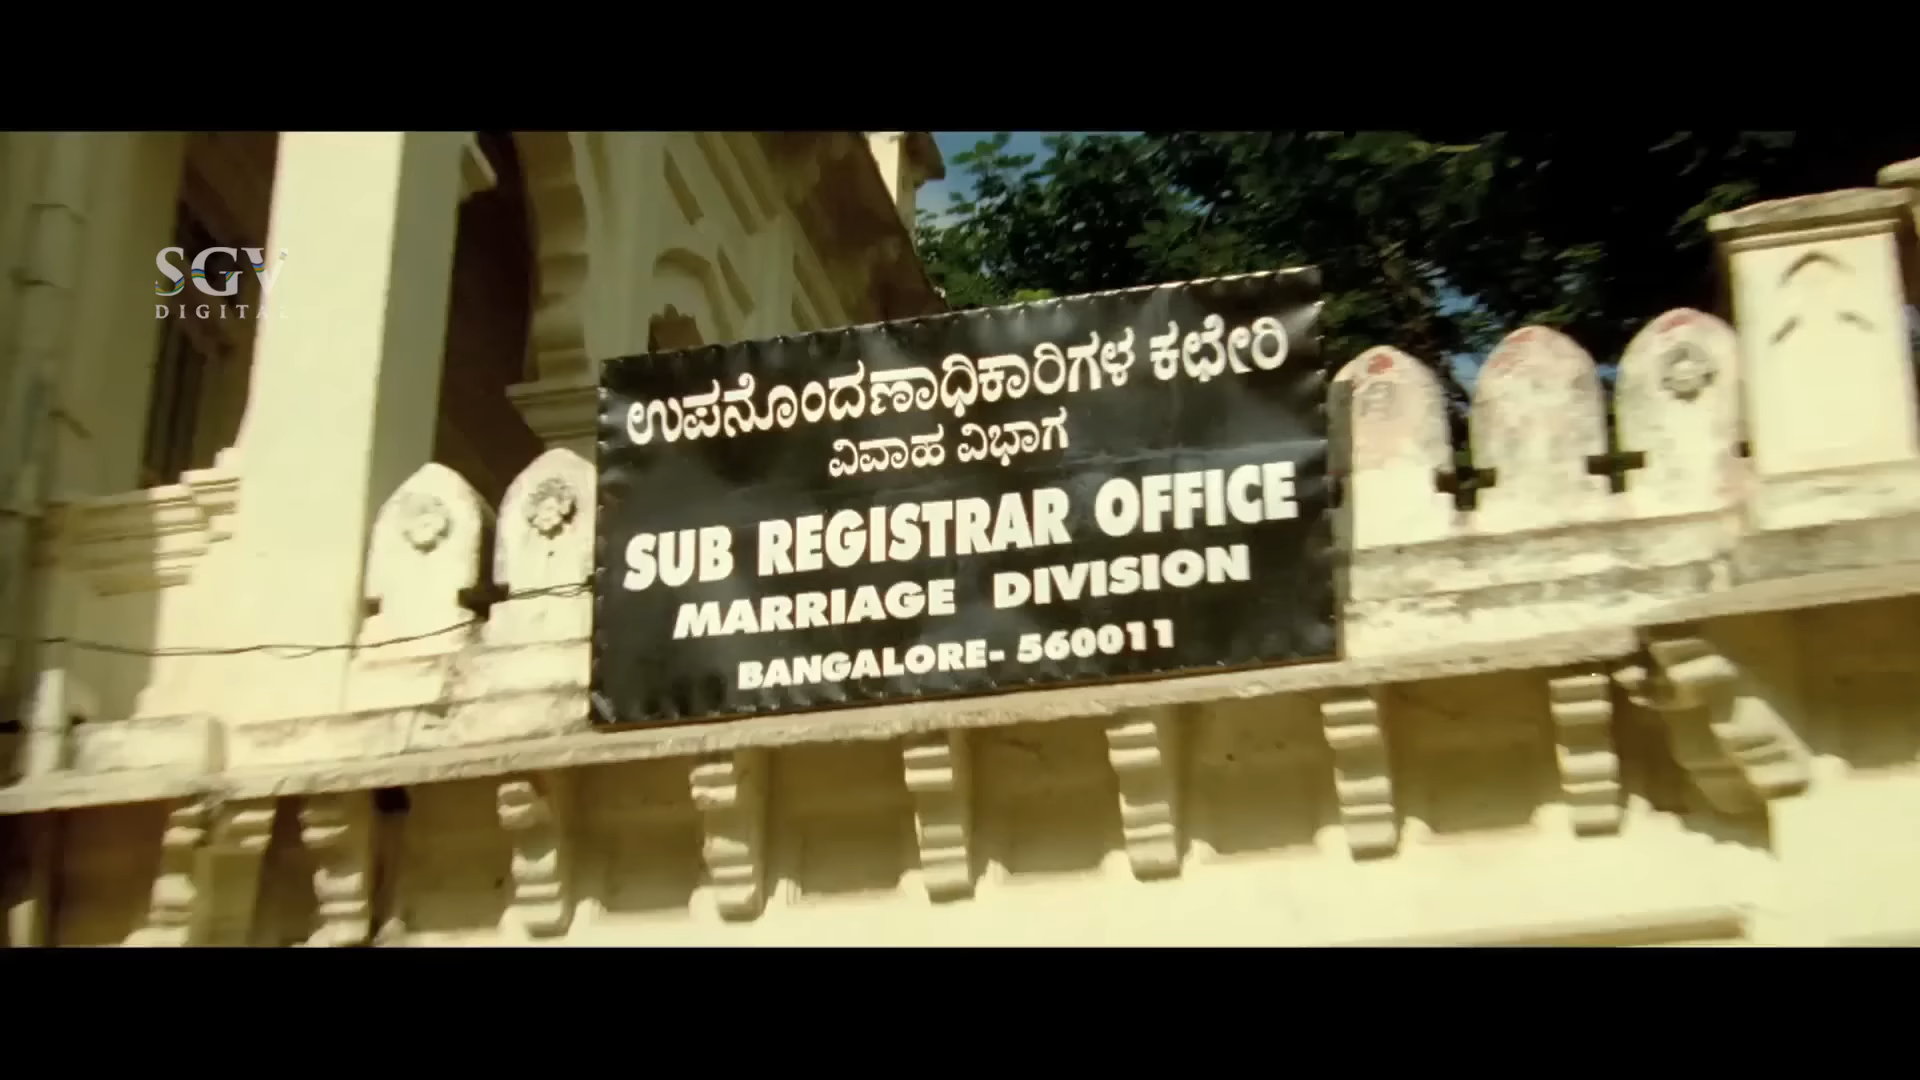 SGV
DIGITAL
ಉಪನೊಂದಣಾಧಿಕಾರಿಗಳ ಕಛೇರಿ
ವಿವಾಹ ವಿಭಾಗ
SUB REGISTRAR OFFICE
MARRIAGE DIVISION
BANGALORE- 560011